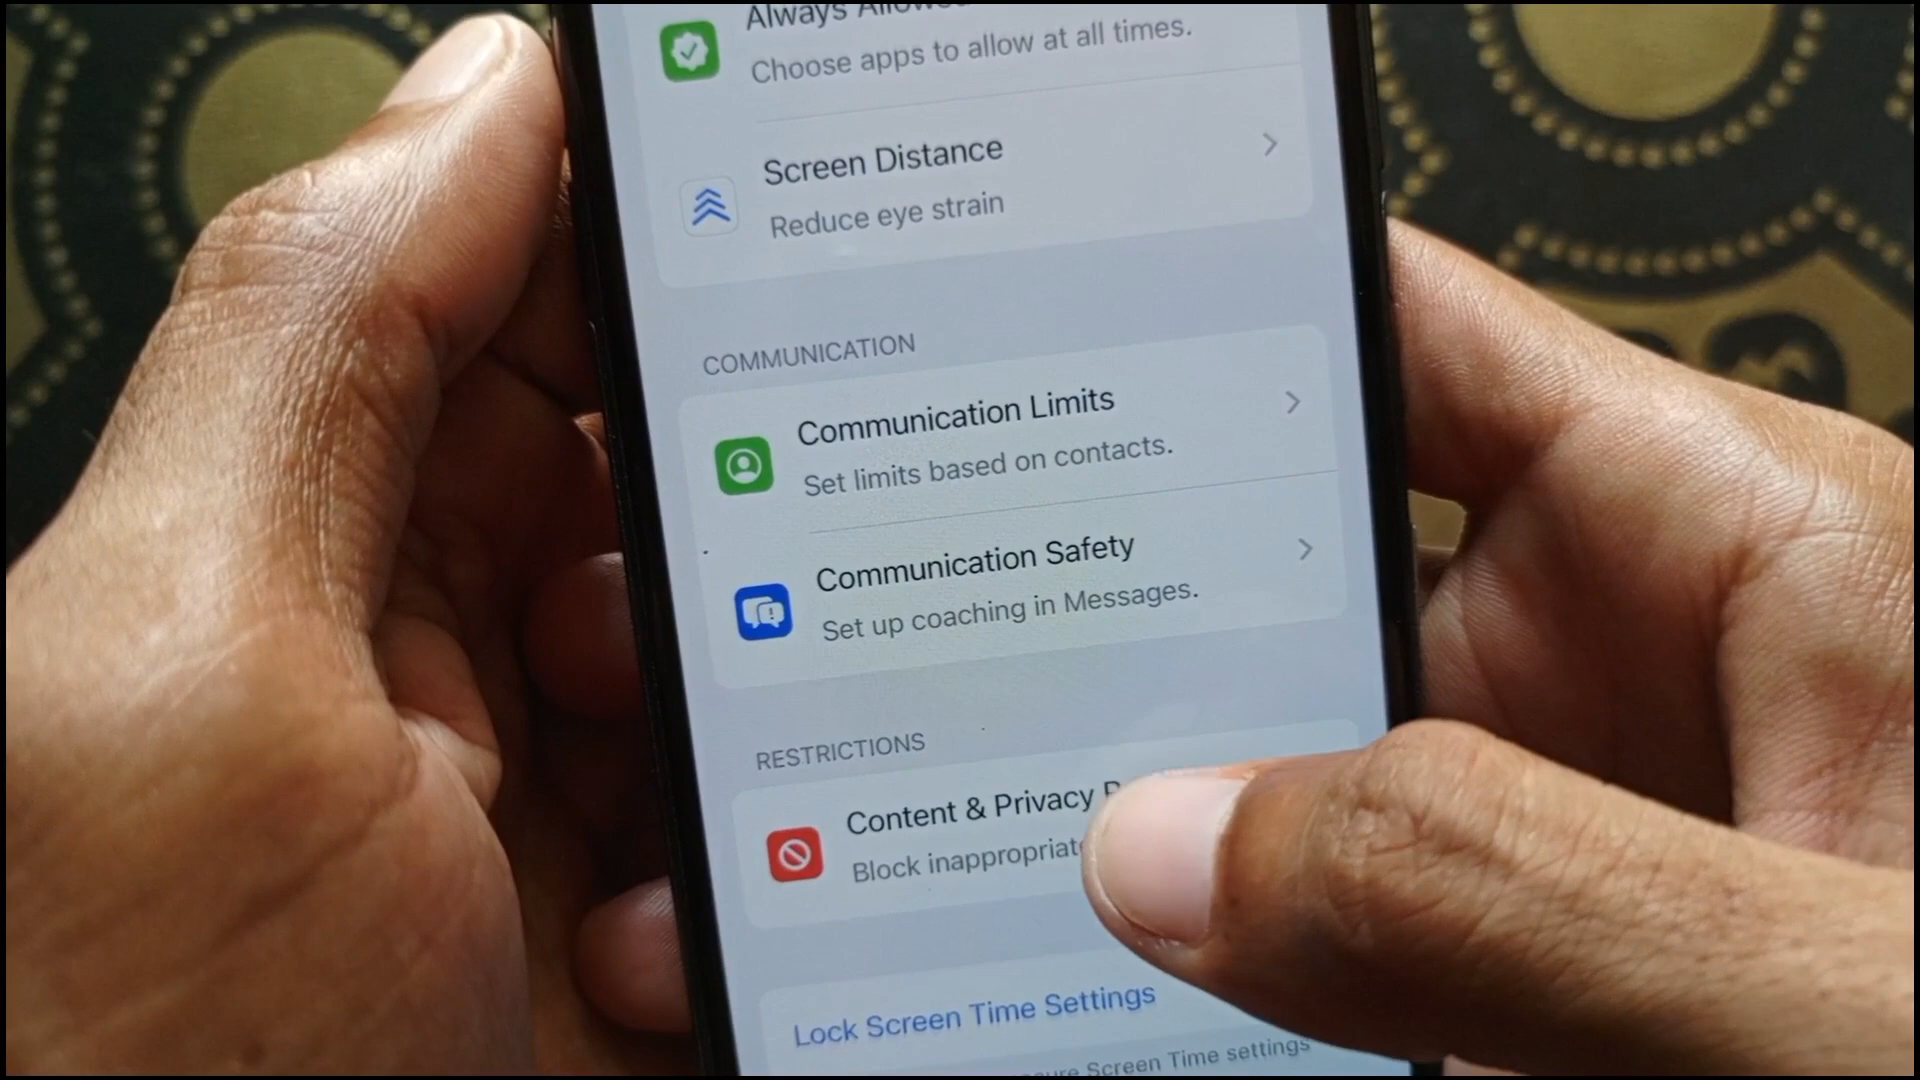 Always
Choose apps to allow at all times.
Screen Distance
Reduce eye strain
COMMUNICATION
Communication Limits
Set limits based on contacts.
Communication Safety
Set up coaching in Messages.
RESTRICTIONS
Content & Privacy
Block
Lock Screen Time Settings
Screen Time settings